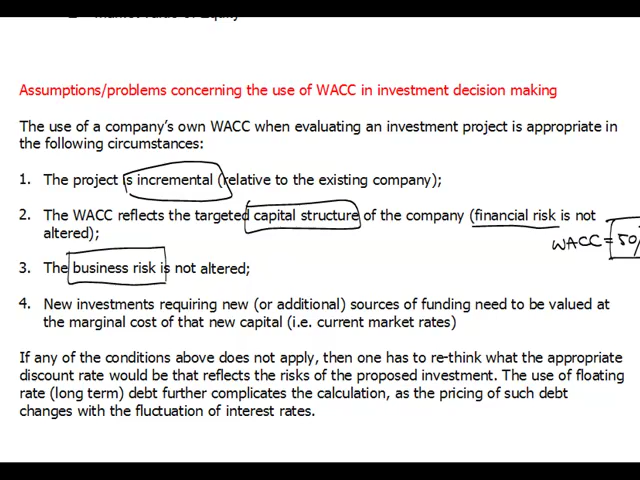 Market value of Equity
Assumptions/problems concerning the use of WACC in investment decision making
The use of a company's own WACC when evaluating an investment project is appropriate in
the following circumstances:
1. The project is incremental (relative to the existing company);
2. The WACC reflects the targeted capital structure of the company (financial risk is not
altered);
WACC = 50/
3. The business risk is not altered;
4. New investments requiring new (or additional) sources of funding need to be valued at
the marginal cost of that new capital (i.e. current market rates)
If any of the conditions above does not apply, then one has to re-think what the appropriate
discount rate would be that reflects the risks of the proposed investment. The use of floating
rate (long term) debt further complicates the calculation, as the pricing of such debt
changes with the fluctuation of interest rates.